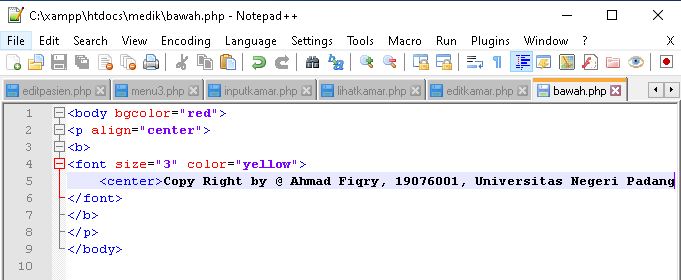 C:\xampp\htdocs\medik\bawah.php - Notepad++
File Edit Search View Encoding Language Settings Tools Macro Run Plugins Window ? X
editpasien.php menu3.php inputkamar.php lihatkamar.php editkamar.php bawah.php
1 <body bgcolor="red">
2 <p align="center">
3 <b>
4 <font size="3" color="yellow">
5 <center>Copy Right by @ Ahmad Fiqry, 19076001, Universitas Negeri Padang
6 </font>
7 </b>
8 </p>
9 </body>
10